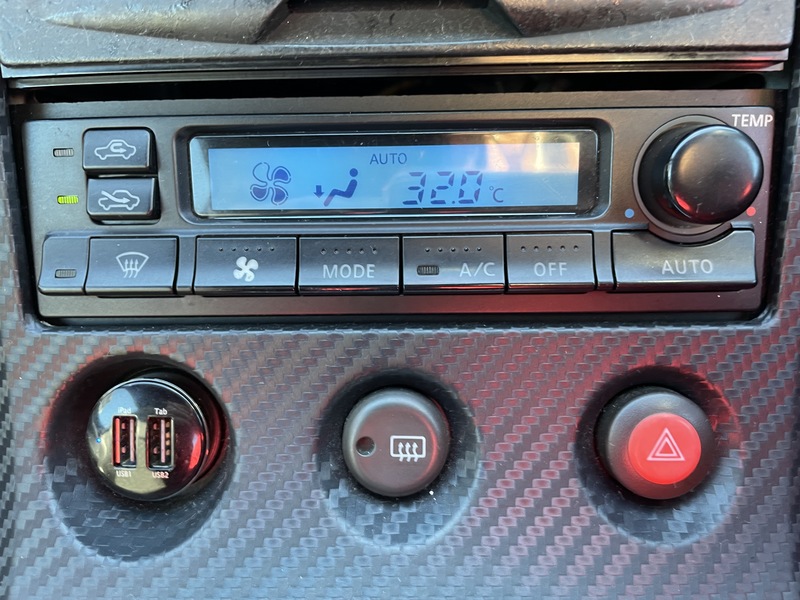 TEMP
AUTO
32.0°C
MODE
A/C
OFF
AUTO
iPad
Tab
USB1
USB2